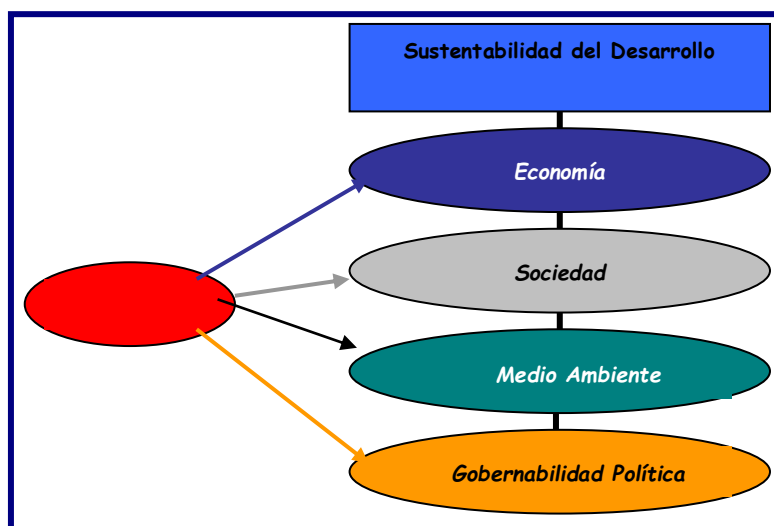 Sustentabilidad del Desarrollo
Economía
Sociedad
Medio Ambiente
Gobernabilidad Política